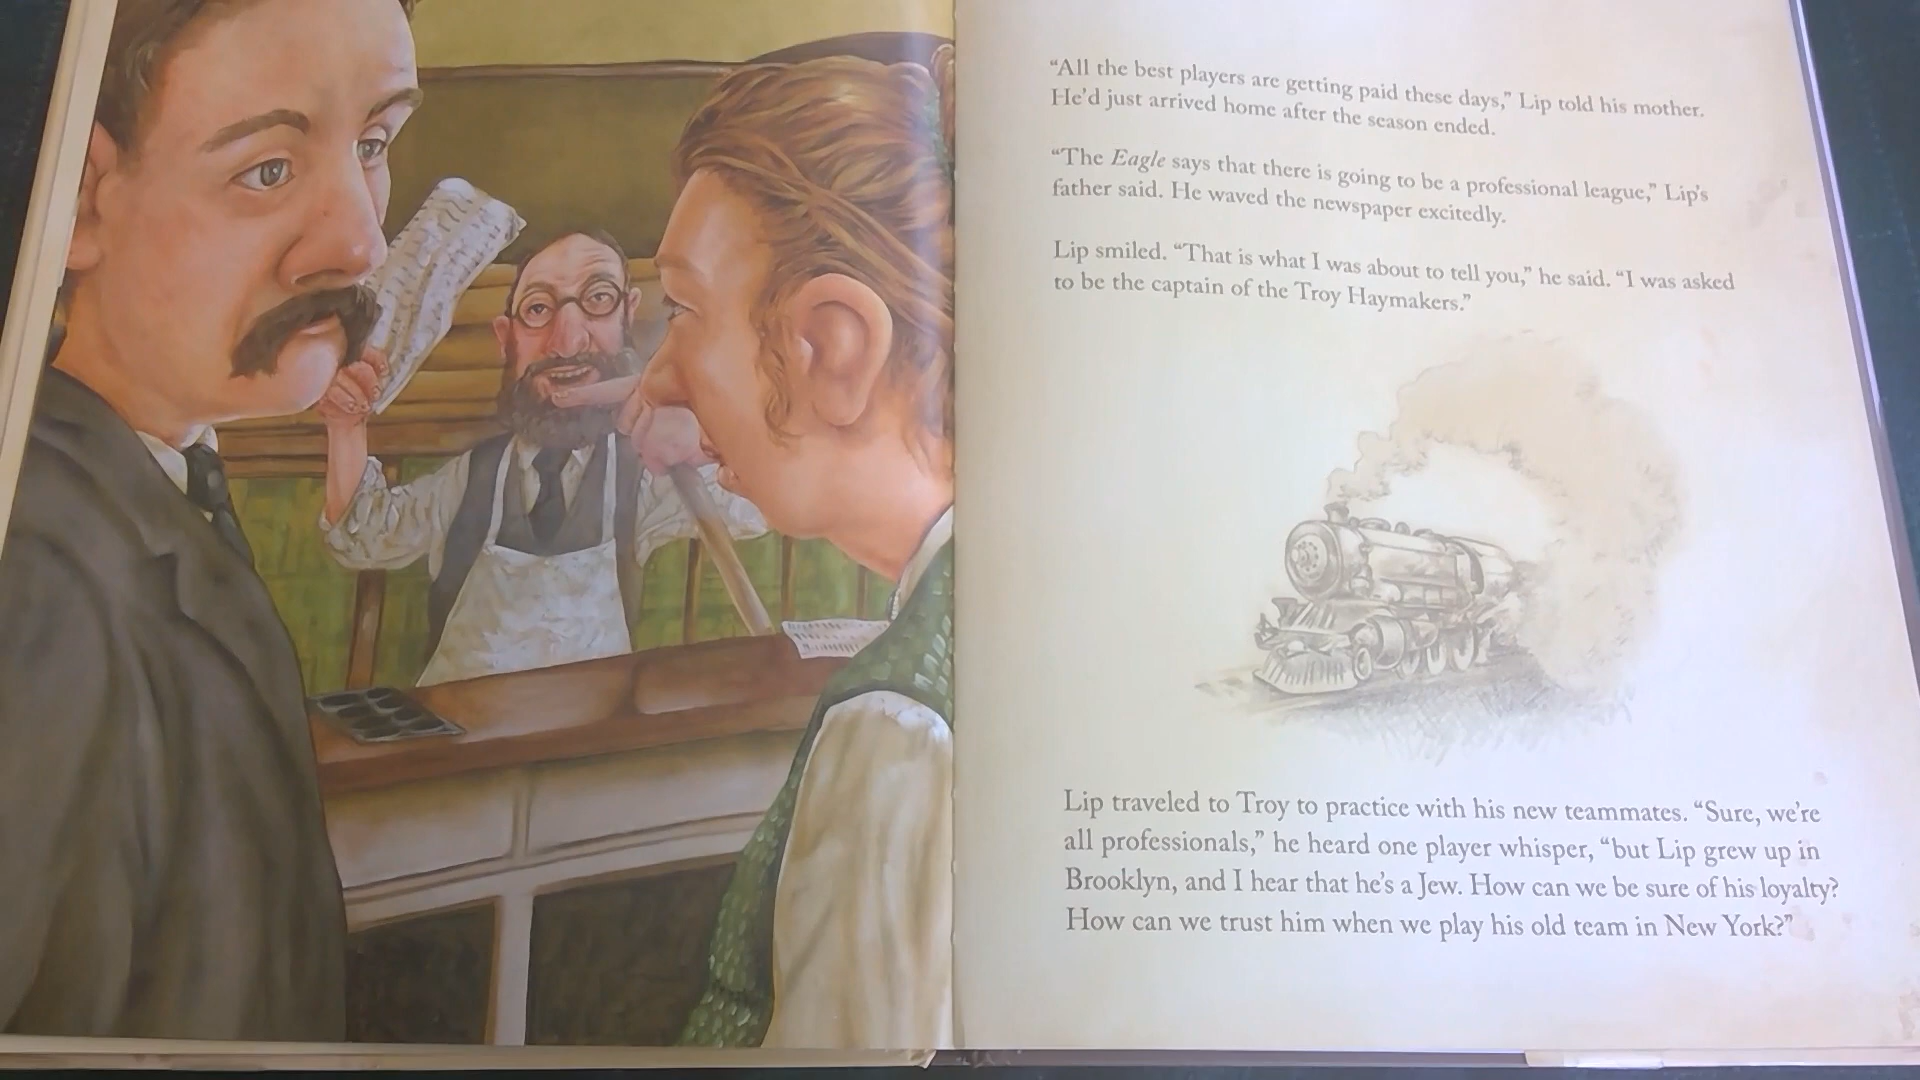 “All the best players are getting paid these days,” Lip told his mother.
He’d just arrived home after the season ended.
“The Eagle says that there is going to be a professional league,” Lip’s
father said. He waved the newspaper excitedly.
Lip smiled. “That is what I was about to tell you,” he said. “I was asked
to be the captain of the Troy Haymakers.”
Lip traveled to Troy to practice with his new teammates. “Sure, we’re
all professionals,” he heard one player whisper, “but Lip grew up in
Brooklyn, and I hear that he’s a Jew. How can we be sure of his loyalty?
How can we trust him when we play his old team in New York?”